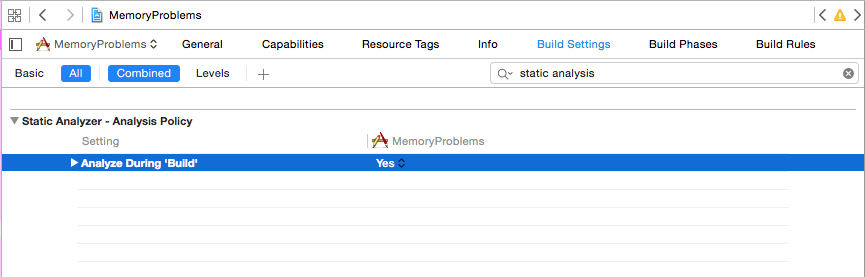 MemoryProblems
MemoryProblems General Capabilities Resource Tags Info Build Settings Build Phases Build Rules
Basic All Combined Levels + static analysis
Static Analyzer - Analysis Policy
Setting MemoryProblems
Analyze During 'Build' Yes